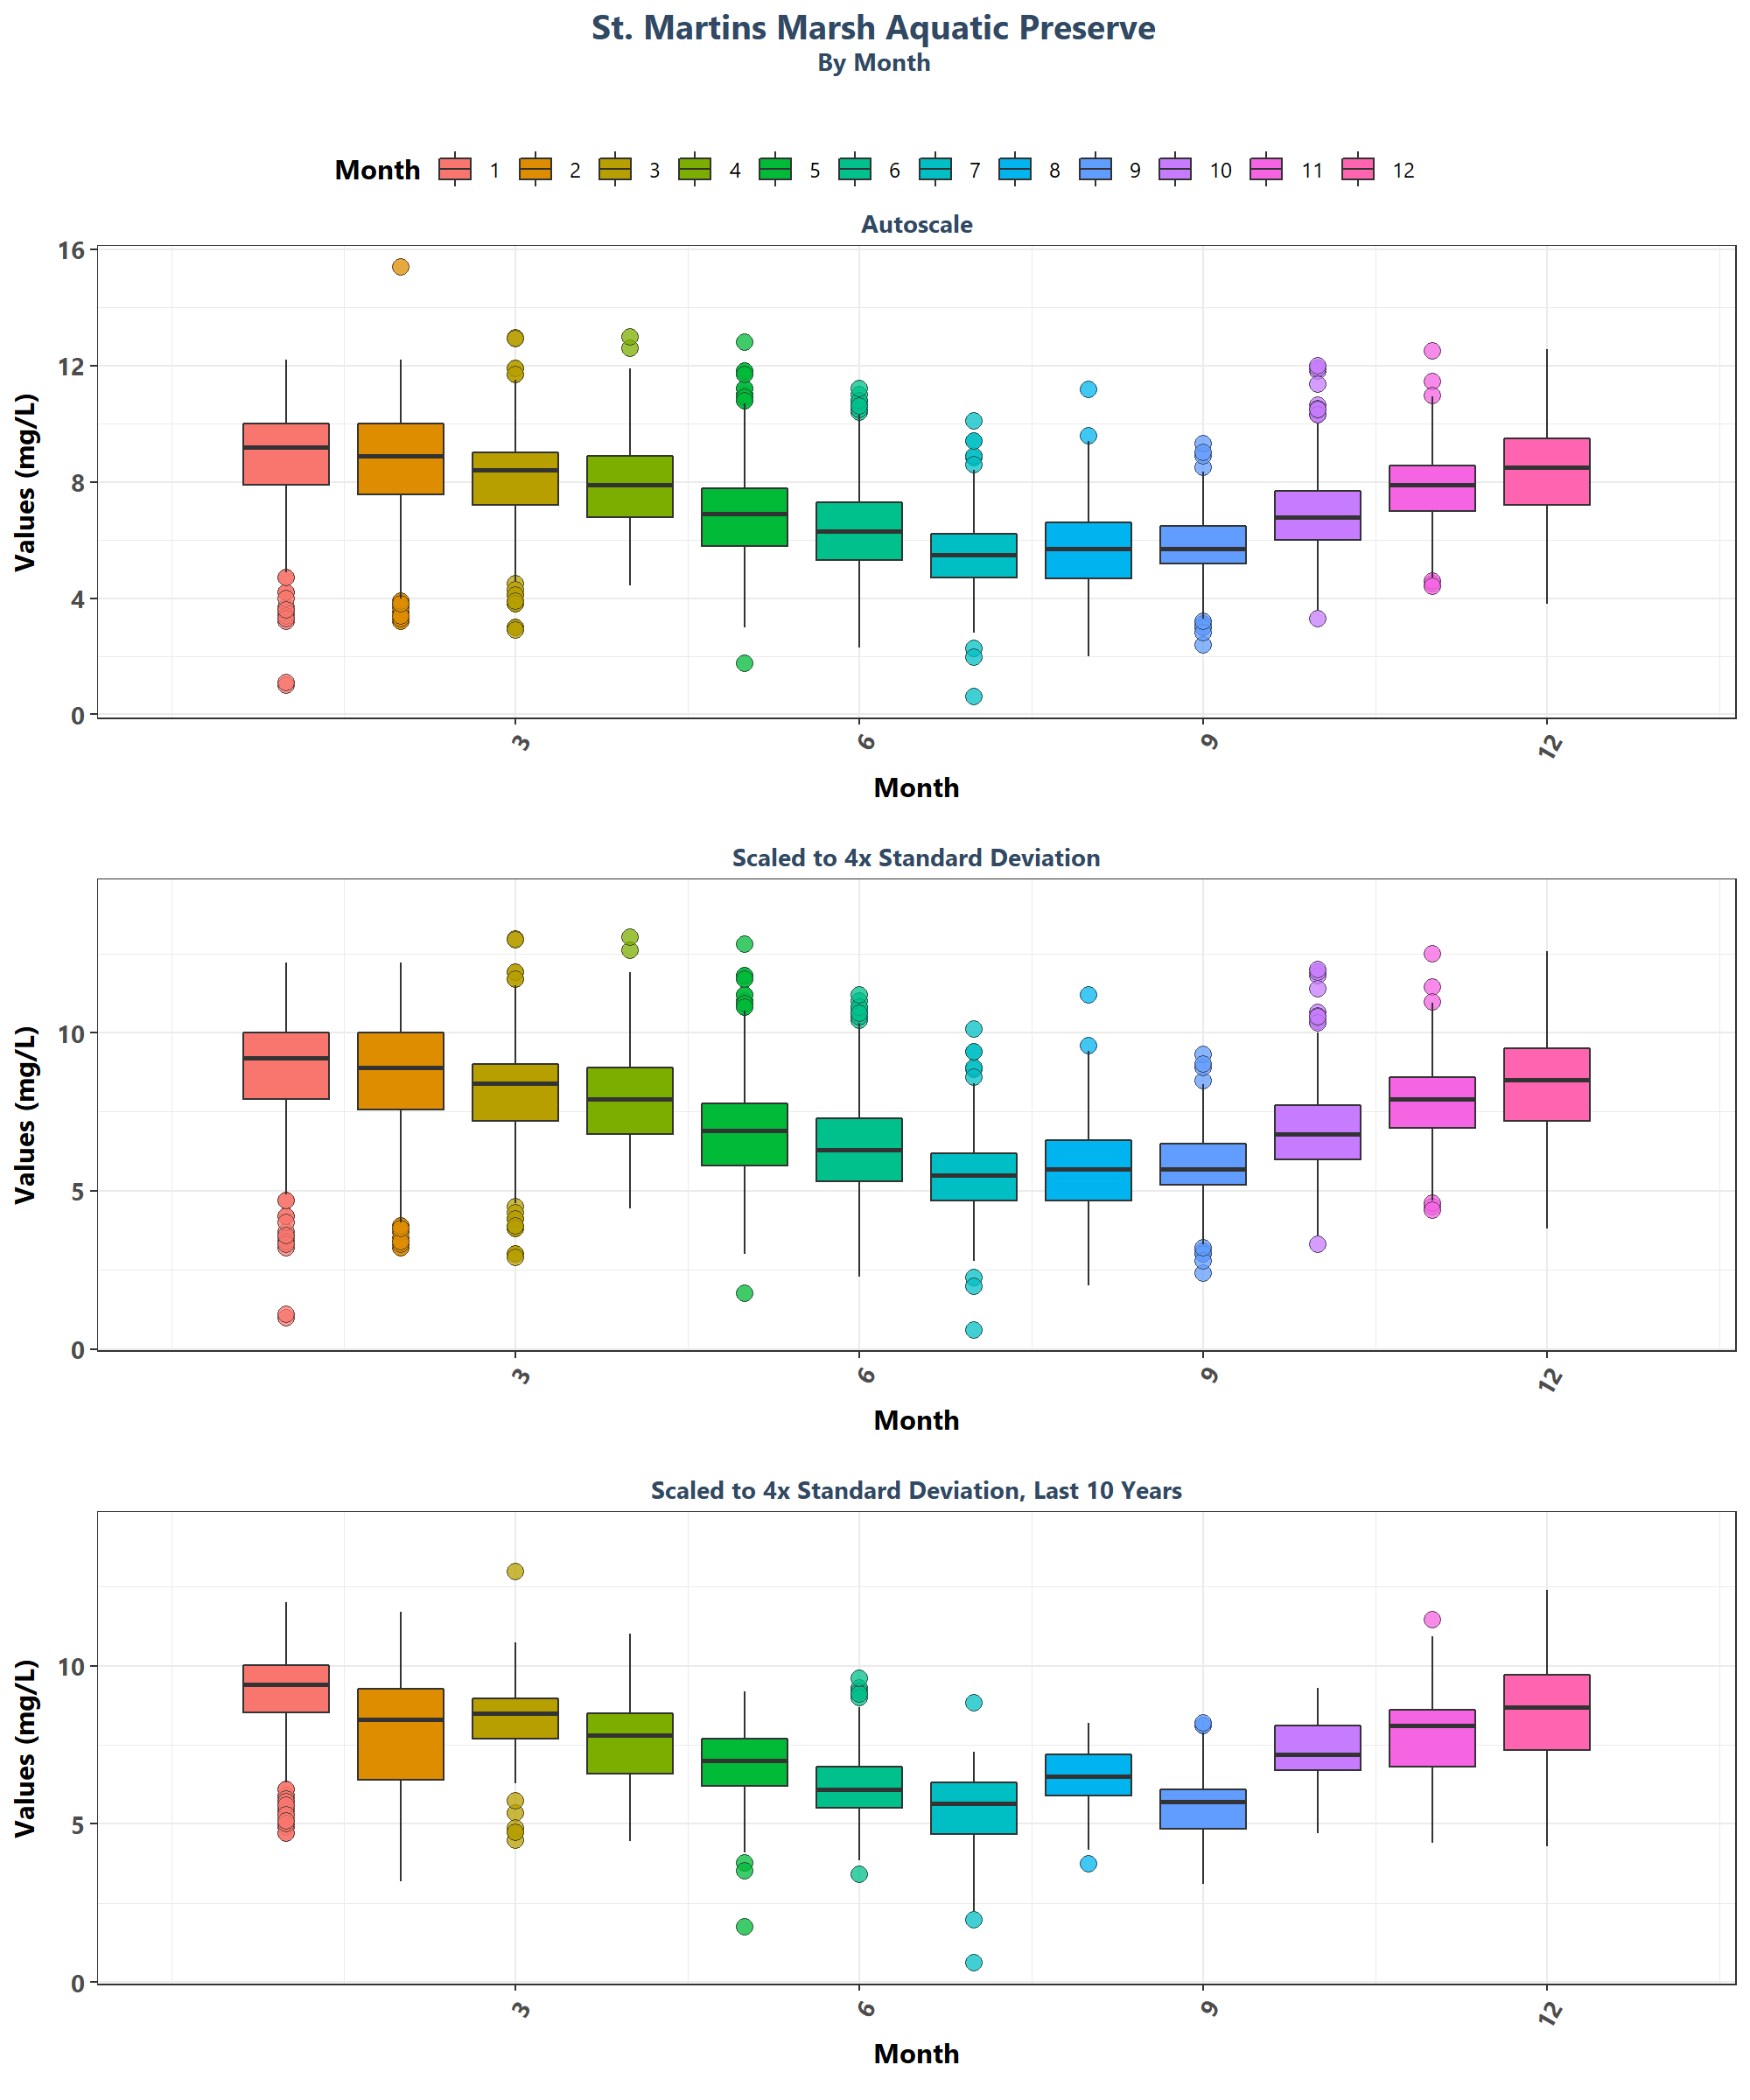 St. Martins Marsh Aquatic Preserve
By Month
Month 1 2 3 4 5 6 7 8 9 10 11 12
Autoscale
Values (mg/L)
16
12
8
4
0
3 6 9 12
Month
Scaled to 4x Standard Deviation
Values (mg/L)
10
5
0
3 6 9 12
Month
Scaled to 4x Standard Deviation, Last 10 Years
Values (mg/L)
10
5
0
3 6 9 12
Month